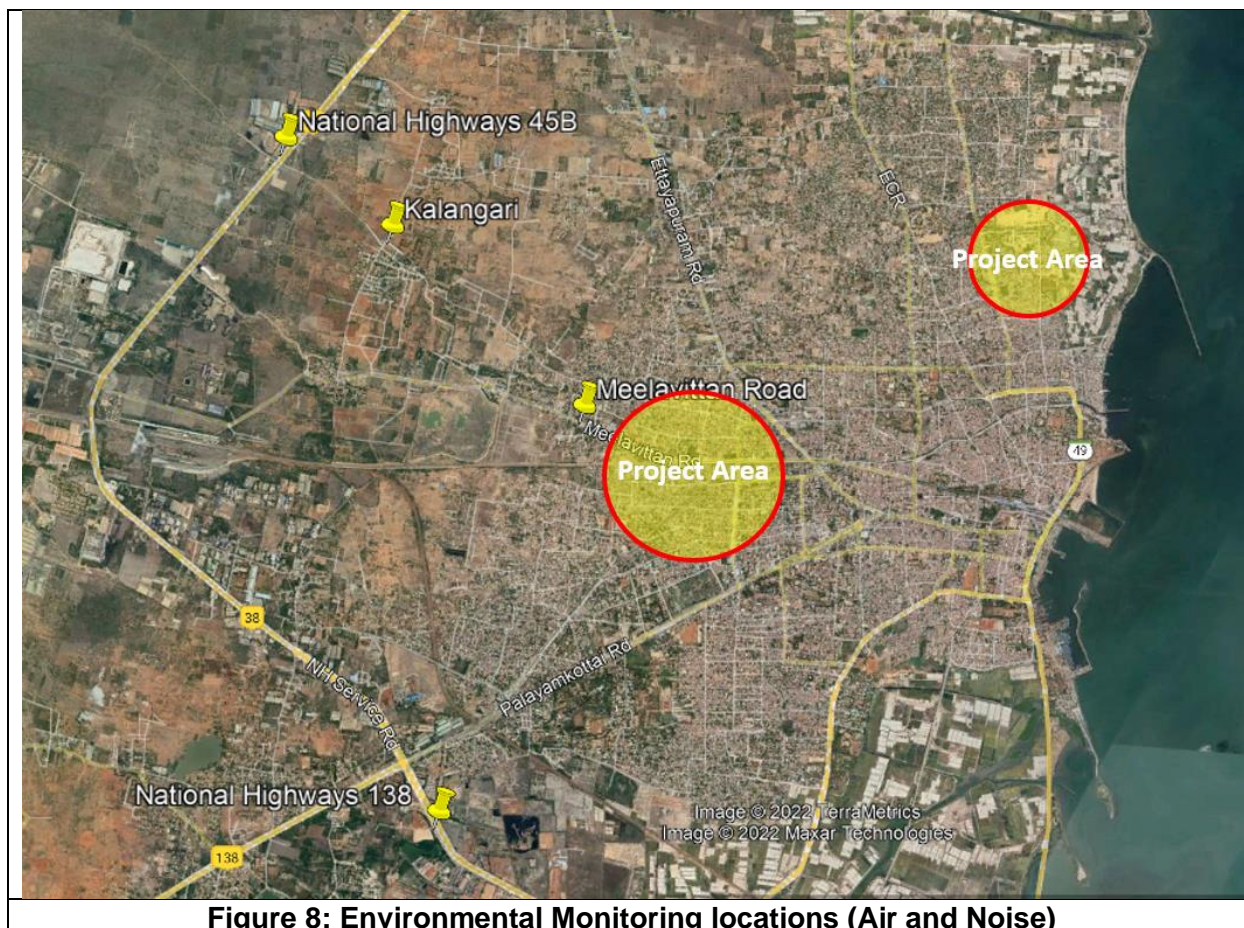 National Highways 45B
Kalangari
Ettayapuram Rd
ECR
Project Area
Meelavittan Road
Meelavittan Rd
Project Area
49
38
NH Service Rd
Palayamkottai Rd
National Highways 138
138
Image © 2022 TerraMetrics
Image © 2022 Maxar Technologies
Figure 8: Environmental Monitoring locations (Air and Noise)